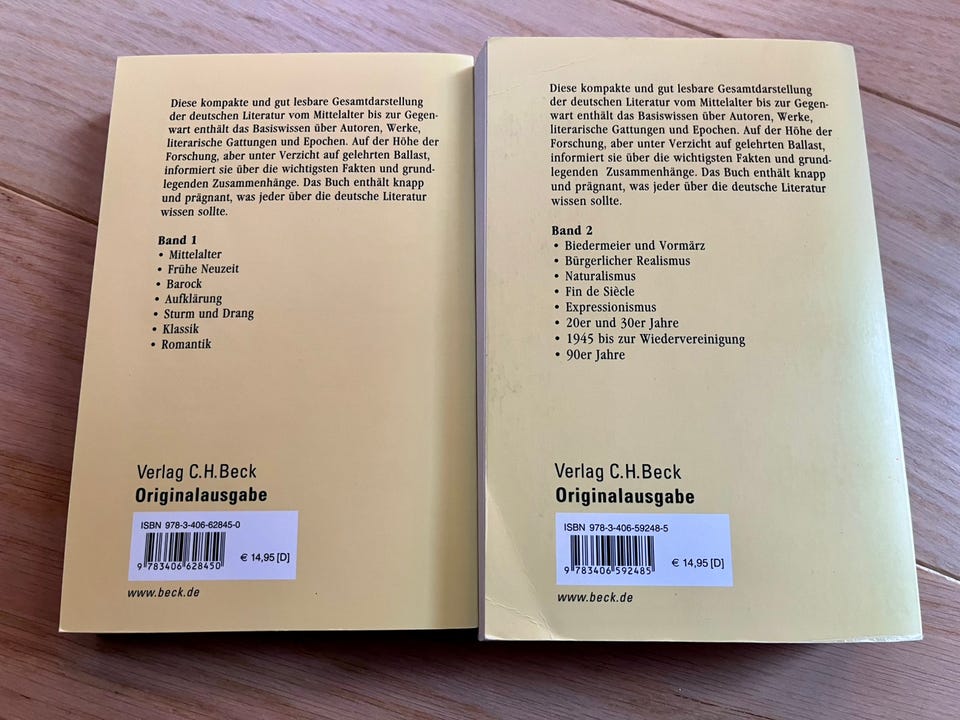 Diese kompakte und gut lesbare Gesamtdarstellung
der deutschen Literatur vom Mittelalter bis zur Gegen-
wart enthält das Basiswissen über Autoren, Werke,
literarische Gattungen und Epochen. Auf der Höhe der
Forschung, aber unter Verzicht auf gelehrten Ballast,
informiert sie über die wichtigsten Fakten und grund-
legenden Zusammenhänge. Das Buch enthält knapp
und prägnant, was jeder über die deutsche Literatur
wissen sollte.
Band 1
• Mittelalter
• Frühe Neuzeit
• Barock
• Aufklärung
• Sturm und Drang
• Klassik
• Romantik
Verlag C.H.Beck
Originalausgabe
ISBN 978-3-406-62845-0
€ 14,95 [D]
9 783406 628450
www.beck.de
Diese kompakte und gut lesbare Gesamtdarstellung
der deutschen Literatur vom Mittelalter bis zur Gegen-
wart enthält das Basiswissen über Autoren, Werke,
literarische Gattungen und Epochen. Auf der Höhe der
Forschung, aber unter Verzicht auf gelehrten Ballast,
informiert sie über die wichtigsten Fakten und grund-
legenden Zusammenhänge. Das Buch enthält knapp
und prägnant, was jeder über die deutsche Literatur
wissen sollte.
Band 2
• Biedermeier und Vormärz
• Bürgerlicher Realismus
• Naturalismus
• Fin de Siècle
• Expressionismus
• 20er und 30er Jahre
• 1945 bis zur Wiedervereinigung
• 90er Jahre
Verlag C.H.Beck
Originalausgabe
ISBN 978-3-406-59248-5
€ 14,95 [D]
9 783406 592485
www.beck.de